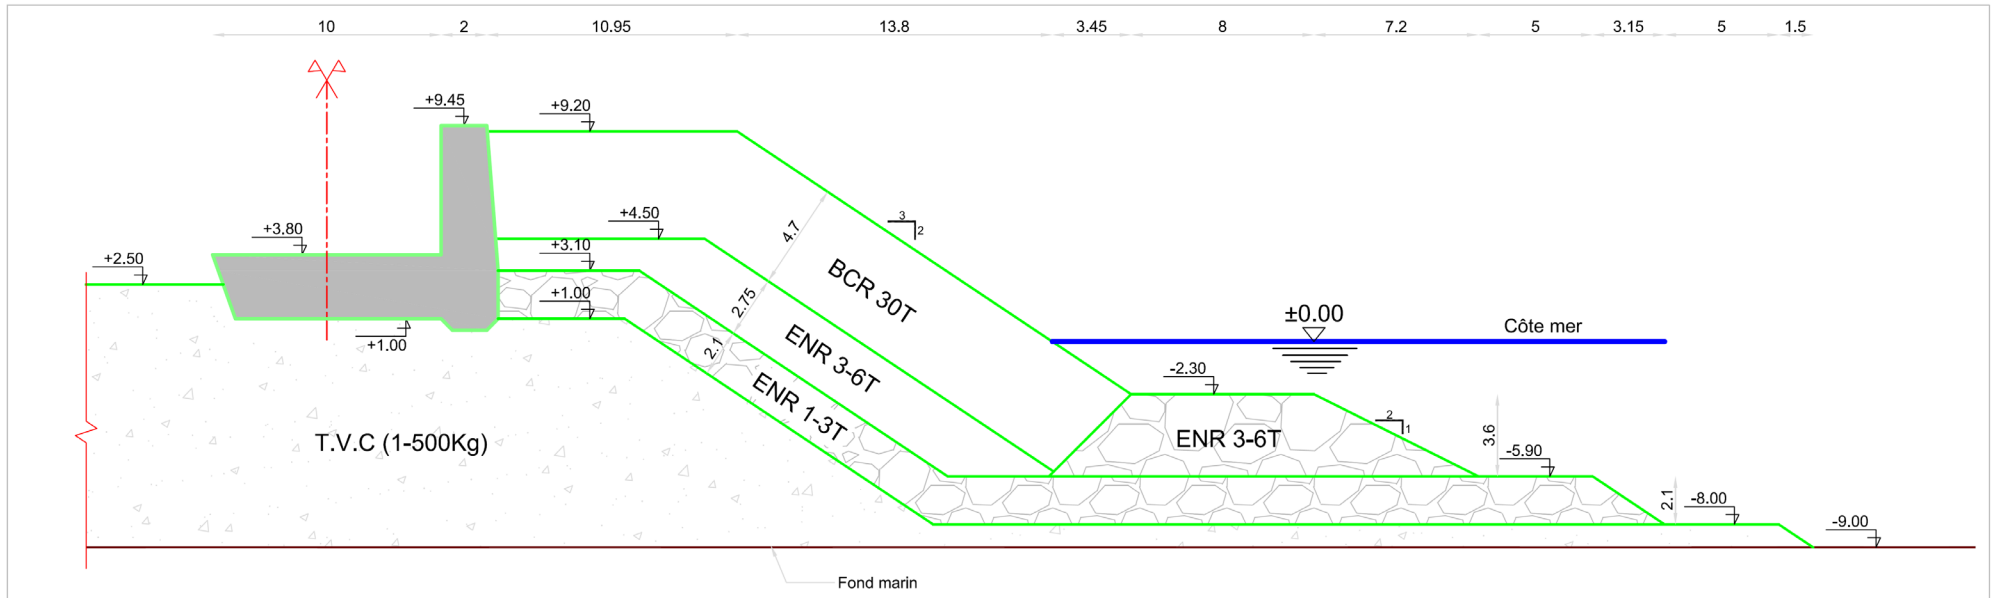 10 2 10.95 13.8 3.45 8 7.2 5 3.15 5 1.5
+9.45
+9.20
+4.50
3
2
+3.80
4.7
+3.10
+2.50
BCR 30T
2.75
+1.00
±0.00
Côte mer
+1.00
2.1
ENR 3-6T
-2.30
ENR 1-3T
2
1
T.V.C (1-500Kg)
ENR 3-6T
3.6
-5.90
2.1
-8.00
-9.00
Fond marin